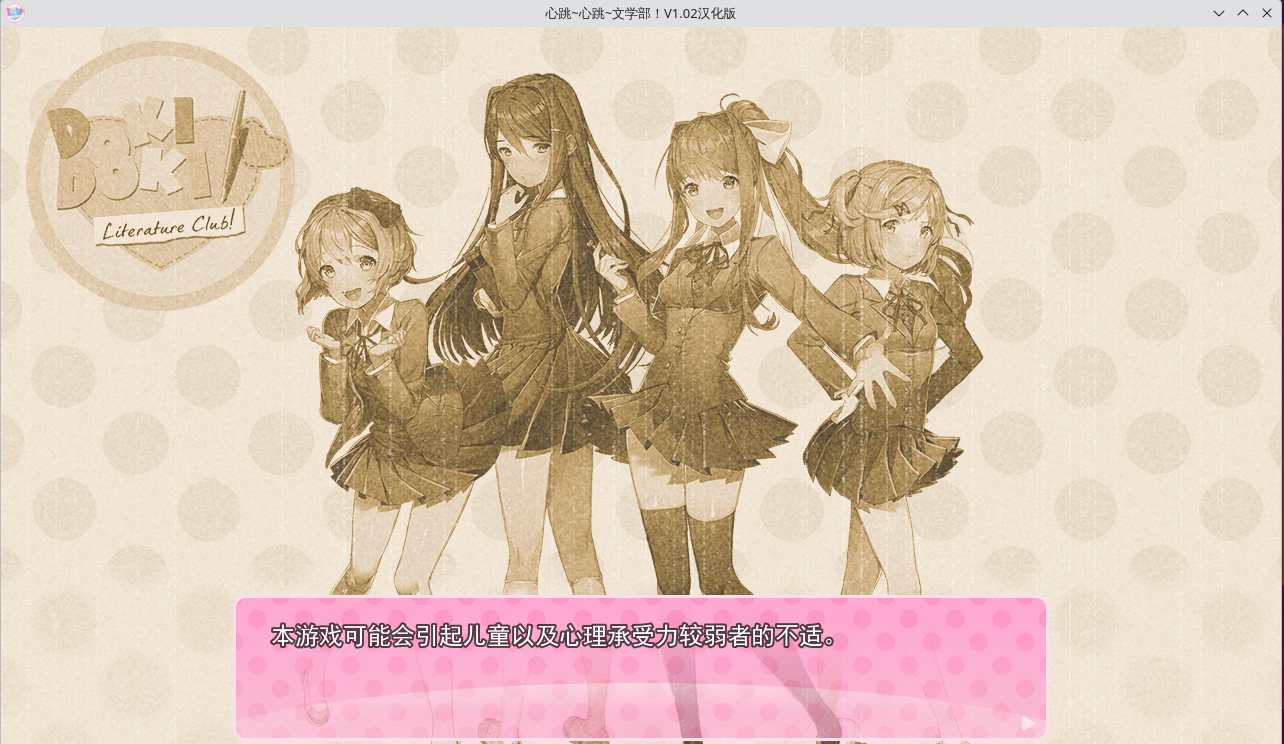 心跳~心跳~文学部！V1.02汉化版
DOKI
DOKI
Literature Club!
本游戏可能会引起儿童以及心理承受力较弱者的不适。